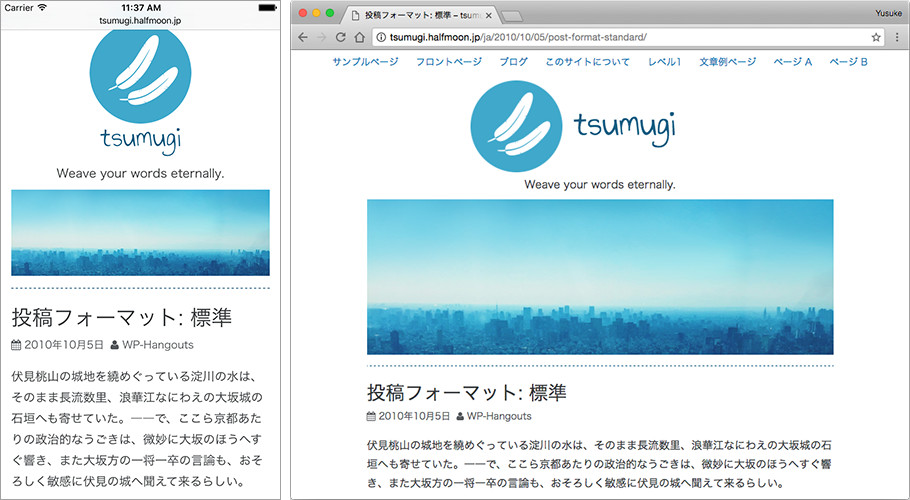 Carrier 11:37 AM
tsumugi.halfmoon.jp
tsumugi
Weave your words eternally.
投稿フォーマット: 標準
2010年10月5日 WP-Hangouts
伏見桃山の城地を繞めぐっている淀川の水は、
そのまま長流数里、浪華江なにわえの大坂城の
石垣へも寄せていた。――で、ここら京都あた
りの政治的なうごきは、微妙に大坂のほうへす
ぐ響き、また大坂方の一将一卒の言論も、おそ
ろしく敏感に伏見の城へ聞えて来るらしい。
投稿フォーマット: 標準 – tsum
Yusuke
tsumugi.halfmoon.jp/ja/2010/10/05/post-format-standard/
サンプルページ フロントページ ブログ このサイトについて レベル1 文章例ページ ページ A ページ B
tsumugi
Weave your words eternally.
投稿フォーマット: 標準
2010年10月5日 WP-Hangouts
伏見桃山の城地を繞めぐっている淀川の水は、そのまま長流数里、浪華江なにわえの大坂城の石
垣へも寄せていた。――で、ここら京都あたりの政治的なうごきは、微妙に大坂のほうへすぐ響
き、また大坂方の一将一卒の言論も、おそろしく敏感に伏見の城へ聞えて来るらしい。